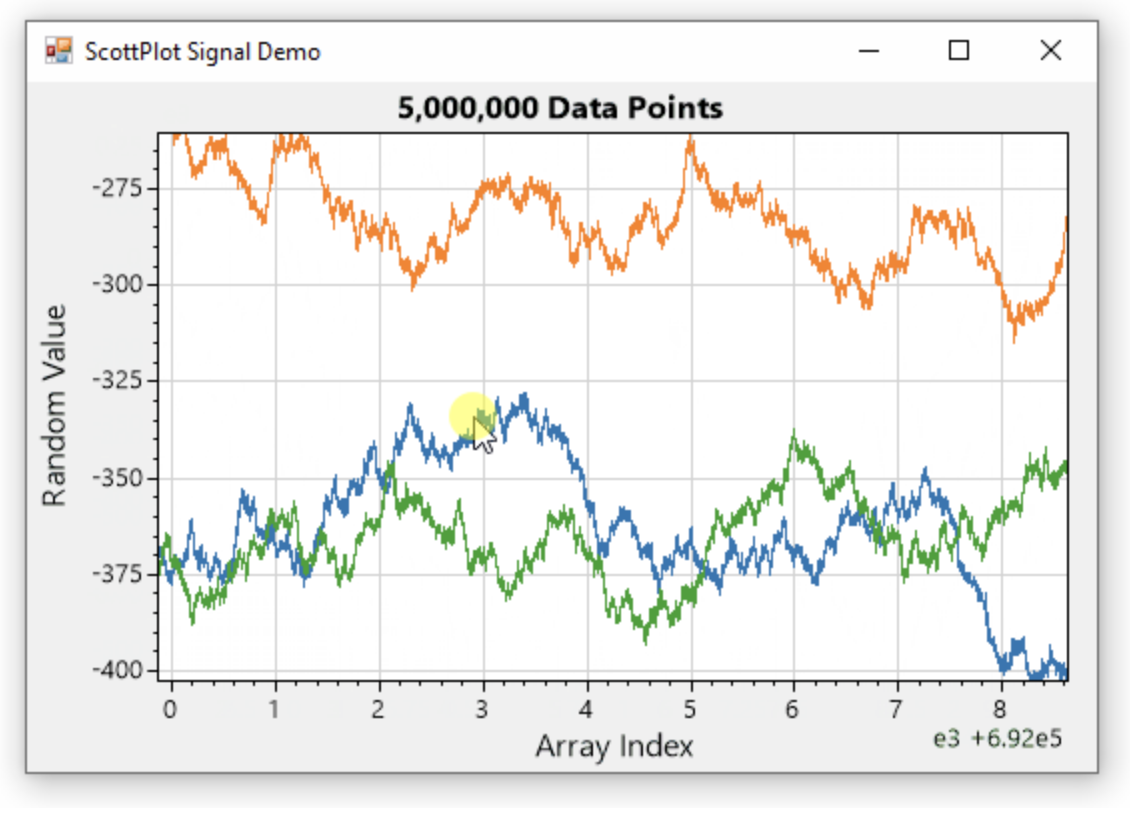 ScottPlot Signal Demo
5,000,000 Data Points
-275
-300
-325
-350
-375
-400
Random Value
0 1 2 3 4 5 6 7 8
e3 +6.92e5
Array Index